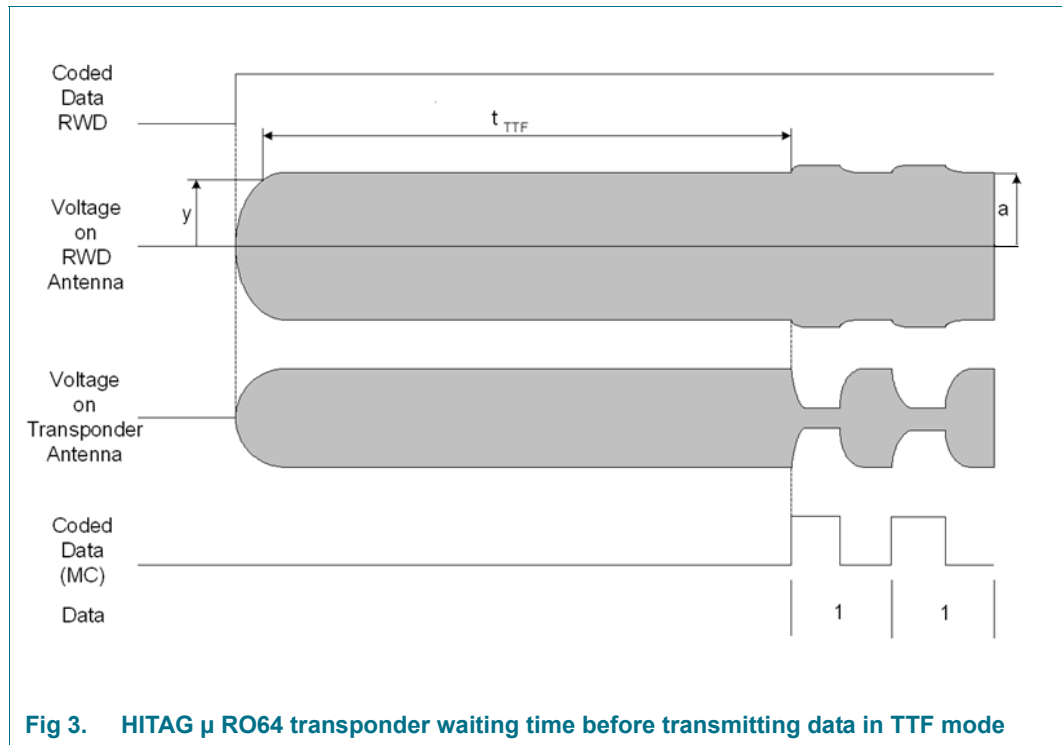 Coded
Data
RWD
t TTF
y
a
Voltage
on
RWD
Antenna
Voltage
on
Transponder
Antenna
Coded
Data
(MC)
Data
1
1
Fig 3. HITAG μ RO64 transponder waiting time before transmitting data in TTF mode